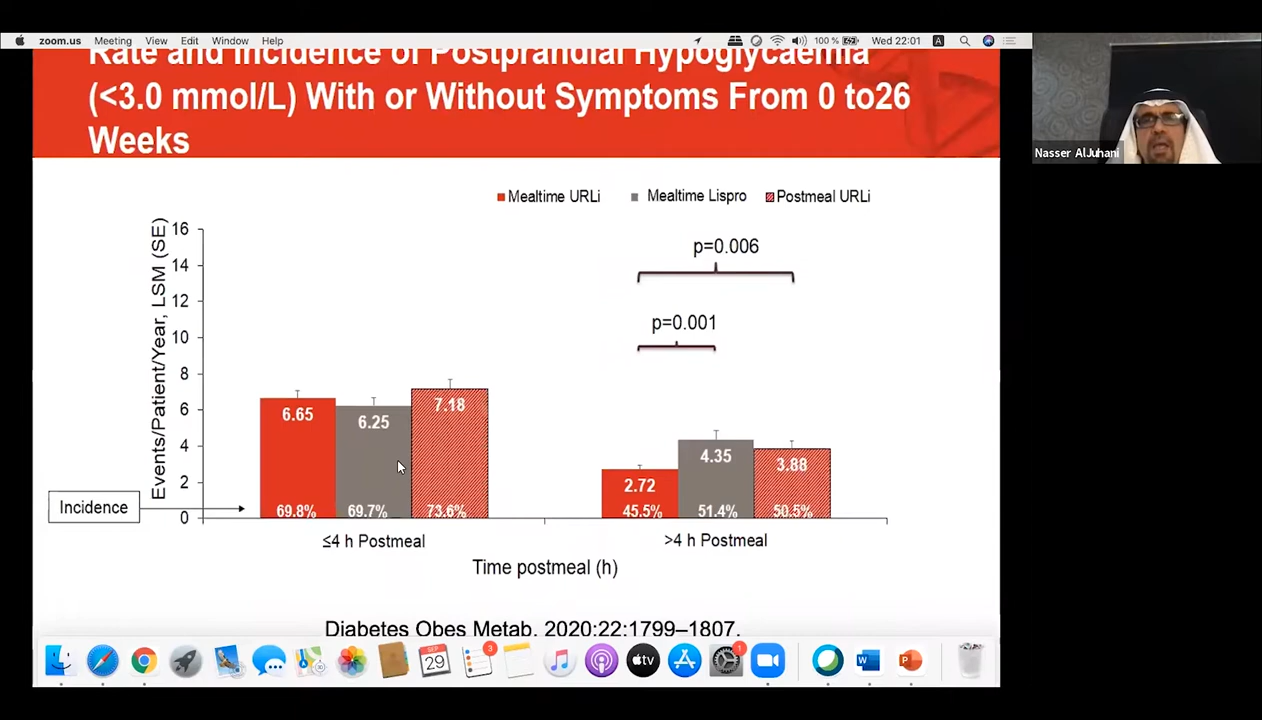 zoom.us Meeting View Edit Window Help 100 % Wed 22:01 A
Rate and Incidence of Postprandial Hypoglycaemia
(<3.0 mmol/L) With or Without Symptoms From 0 to26
Weeks
Nasser AlJuhani
Mealtime URLi Mealtime Lispro Postmeal URLi
Events/Patient/Year, LSM (SE)
16
14
12
10
8
6
4
2
0
p=0.006
p=0.001
6.65 6.25 7.18
2.72 4.35 3.88
Incidence
69.8% 69.7% 73.6% 45.5% 51.4% 50.5%
≤4 h Postmeal >4 h Postmeal
Time postmeal (h)
Diabetes Obes Metab. 2020;22:1799–1807.
SEP
29
3
tv
1
W
P